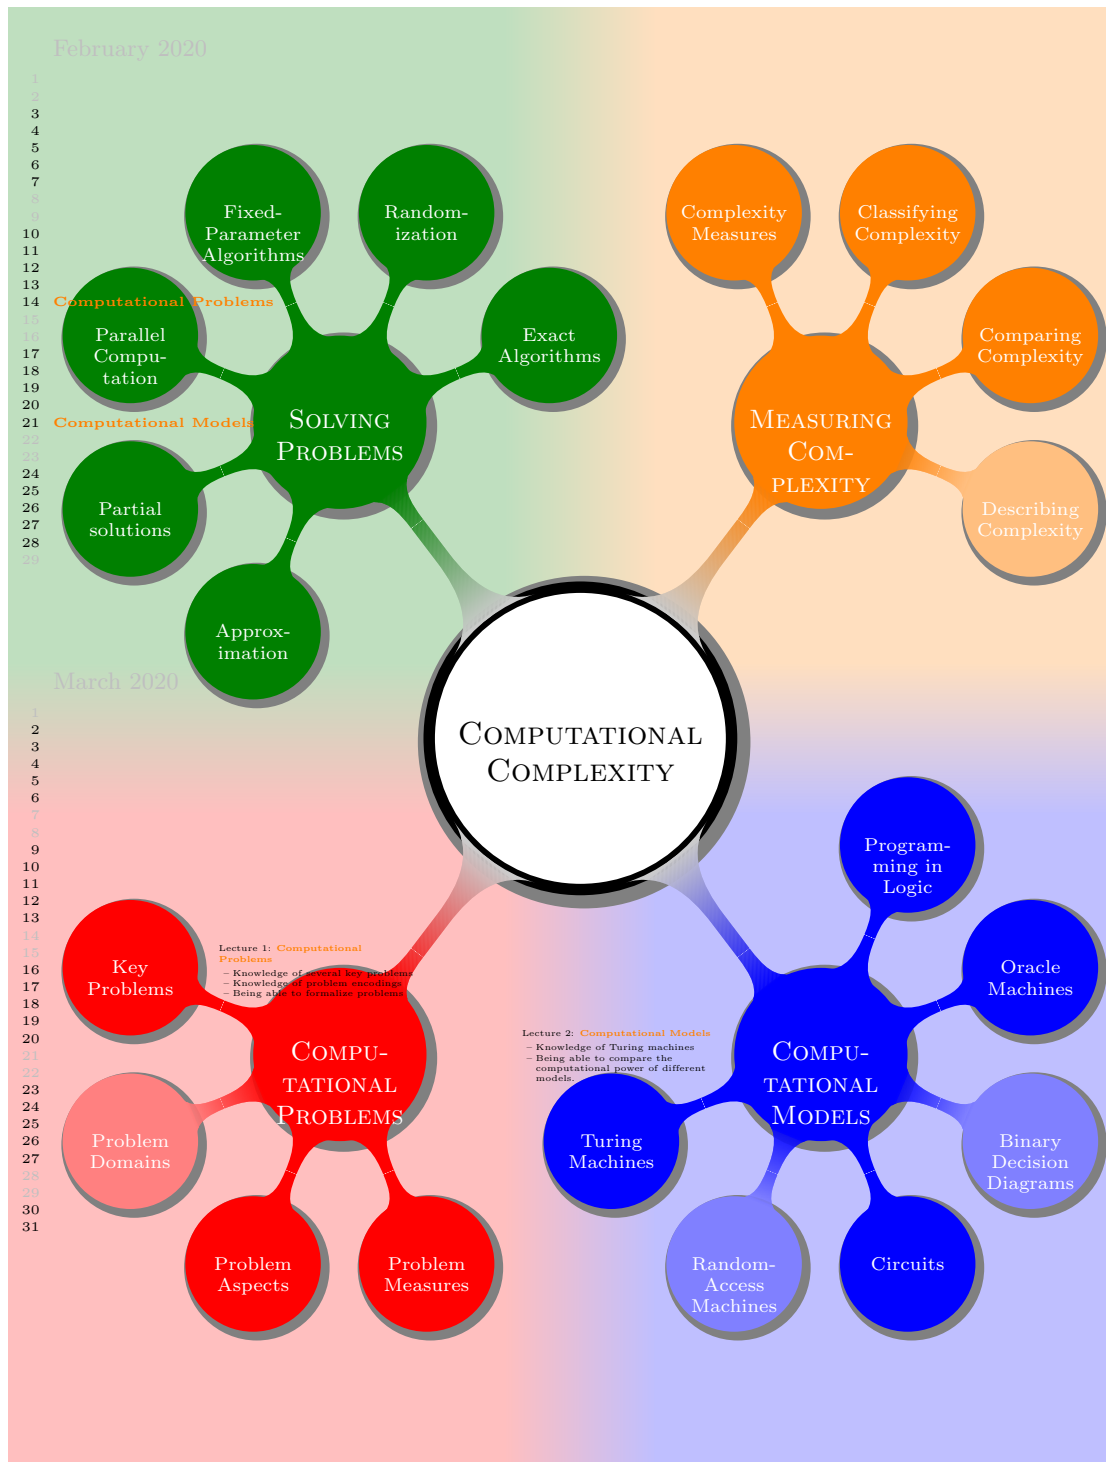 February 2020
1
2
3
4
5
6
7
8
9
10
11
12
13
14 Computational Problems
15
16
17
18
19
20
21 Computational Models
22
23
24
25
26
27
28
29
Fixed-
Parameter
Algorithms
Random-
ization
Parallel
Compu-
tation
Exact
Algorithms
Solving
Problems
Partial
solutions
Approx-
imation
Complexity
Measures
Classifying
Complexity
Comparing
Complexity
Measuring
Com-
plexity
Describing
Complexity
Computational
Complexity
March 2020
1
2
3
4
5
6
7
8
9
10
11
12
13
14
15
16
17
18
19
20
21
22
23
24
25
26
27
28
29
30
31
Key
Problems
Lecture 1: Computational
Problems
– Knowledge of several key problems
– Knowledge of problem encodings
– Being able to formalize problems
Compu-
tational
Problems
Problem
Domains
Problem
Aspects
Problem
Measures
Program-
ming in
Logic
Oracle
Machines
Lecture 2: Computational Models
– Knowledge of Turing machines
– Being able to compare the
computational power of different
models.
Compu-
tational
Models
Turing
Machines
Binary
Decision
Diagrams
Random-
Access
Machines
Circuits